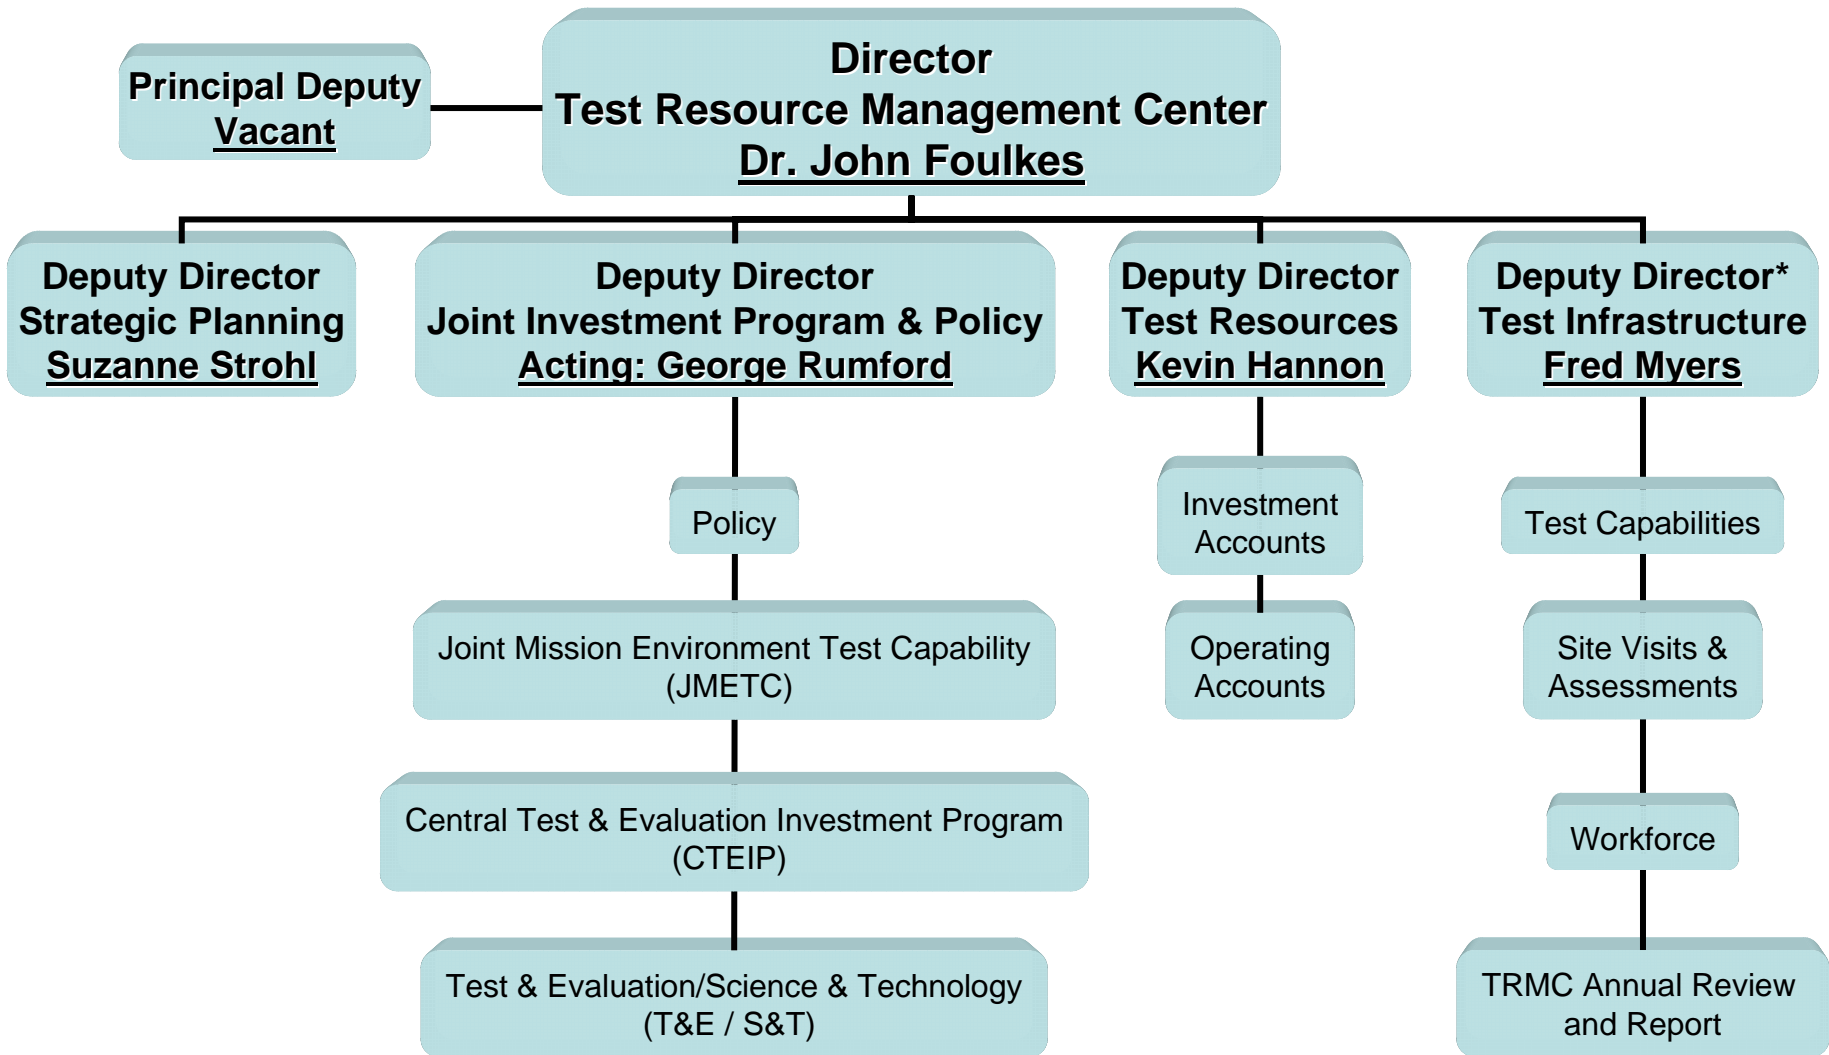 Director
Test Resource Management Center
Dr. John Foulkes
Principal Deputy
Vacant
Deputy Director
Strategic Planning
Suzanne Strohl
Deputy Director
Joint Investment Program & Policy
Acting: George Rumford
Deputy Director
Test Resources
Kevin Hannon
Deputy Director*
Test Infrastructure
Fred Myers
Policy
Joint Mission Environment Test Capability
(JMETC)
Central Test & Evaluation Investment Program
(CTEIP)
Test & Evaluation/Science & Technology
(T&E / S&T)
Investment
Accounts
Operating
Accounts
Test Capabilities
Site Visits &
Assessments
Workforce
TRMC Annual Review
and Report